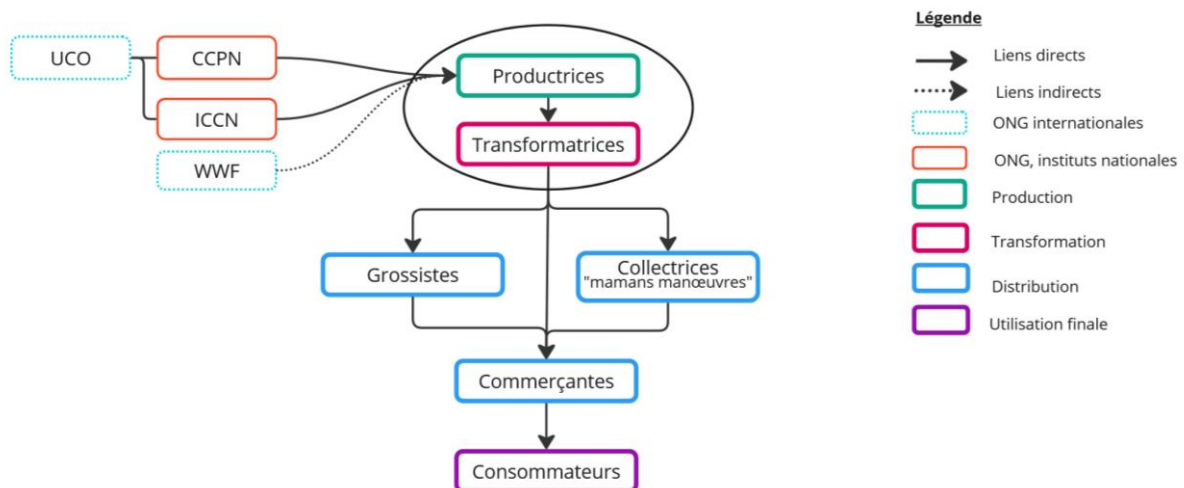 UCO
CCPN
ICCN
WWF
Productrices
Transformatrices
Grossistes
Collectrices
"mamans manœuvres"
Commerçantes
Consommateurs
Légende
Liens directs
Liens indirects
ONG internationales
ONG, instituts nationales
Production
Transformation
Distribution
Utilisation finale